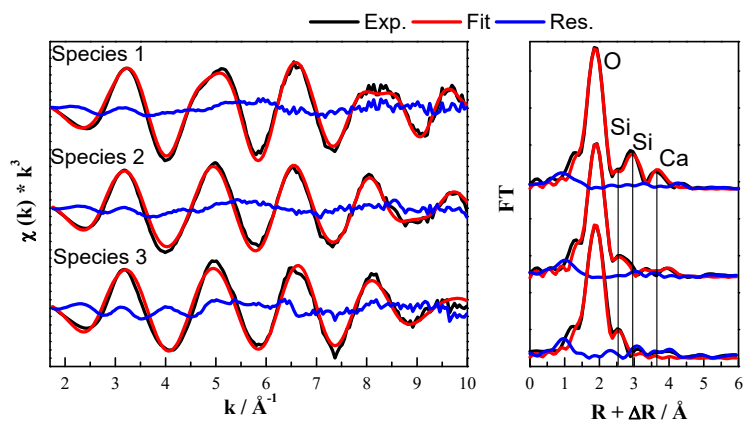 Exp. Fit Res.
Species 1
Species 2
Species 3
χ (k) * k³
2 3 4 5 6 7 8 9 10
k / Å⁻¹
O
Si
Si
Ca
FT
0 1 2 3 4 5 6
R + ΔR / Å